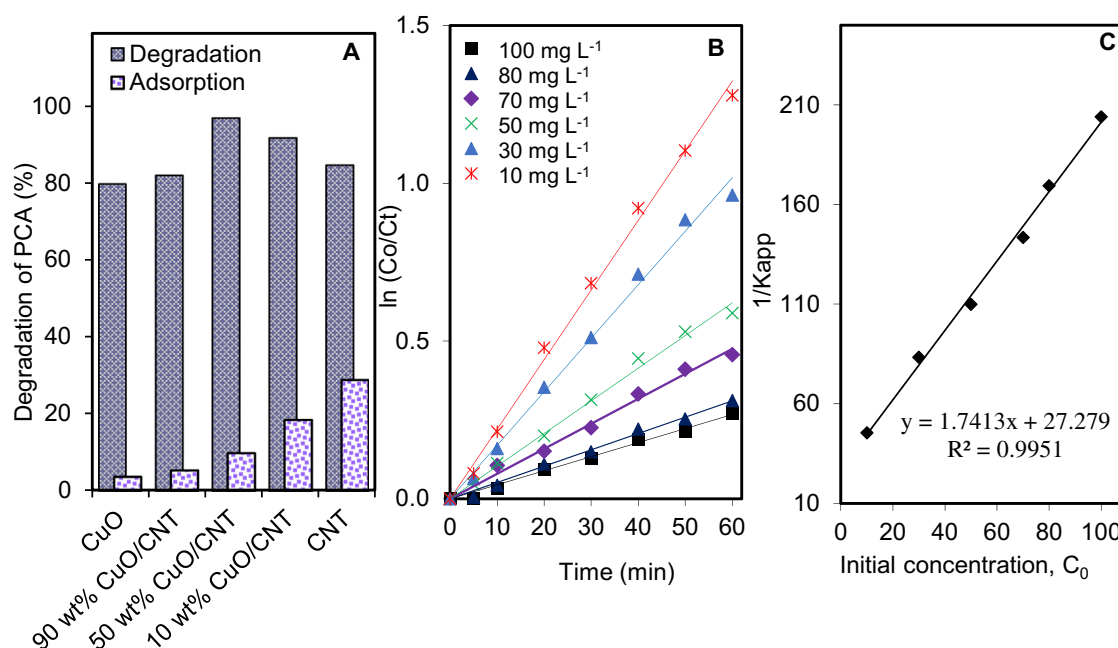 A
Degradation
Adsorption
Degradation of PCA (%)
100
80
60
40
20
0
CuO
90 wt% CuO/CNT
50 wt% CuO/CNT
10 wt% CuO/CNT
CNT
B
100 mg L⁻¹
80 mg L⁻¹
70 mg L⁻¹
50 mg L⁻¹
30 mg L⁻¹
10 mg L⁻¹
ln (Co/Ct)
1.5
1.0
0.5
0.0
0 10 20 30 40 50 60
Time (min)
C
1/Kapp
210
160
110
60
10
y = 1.7413x + 27.279
R² = 0.9951
0 20 40 60 80 100
Initial concentration, C₀